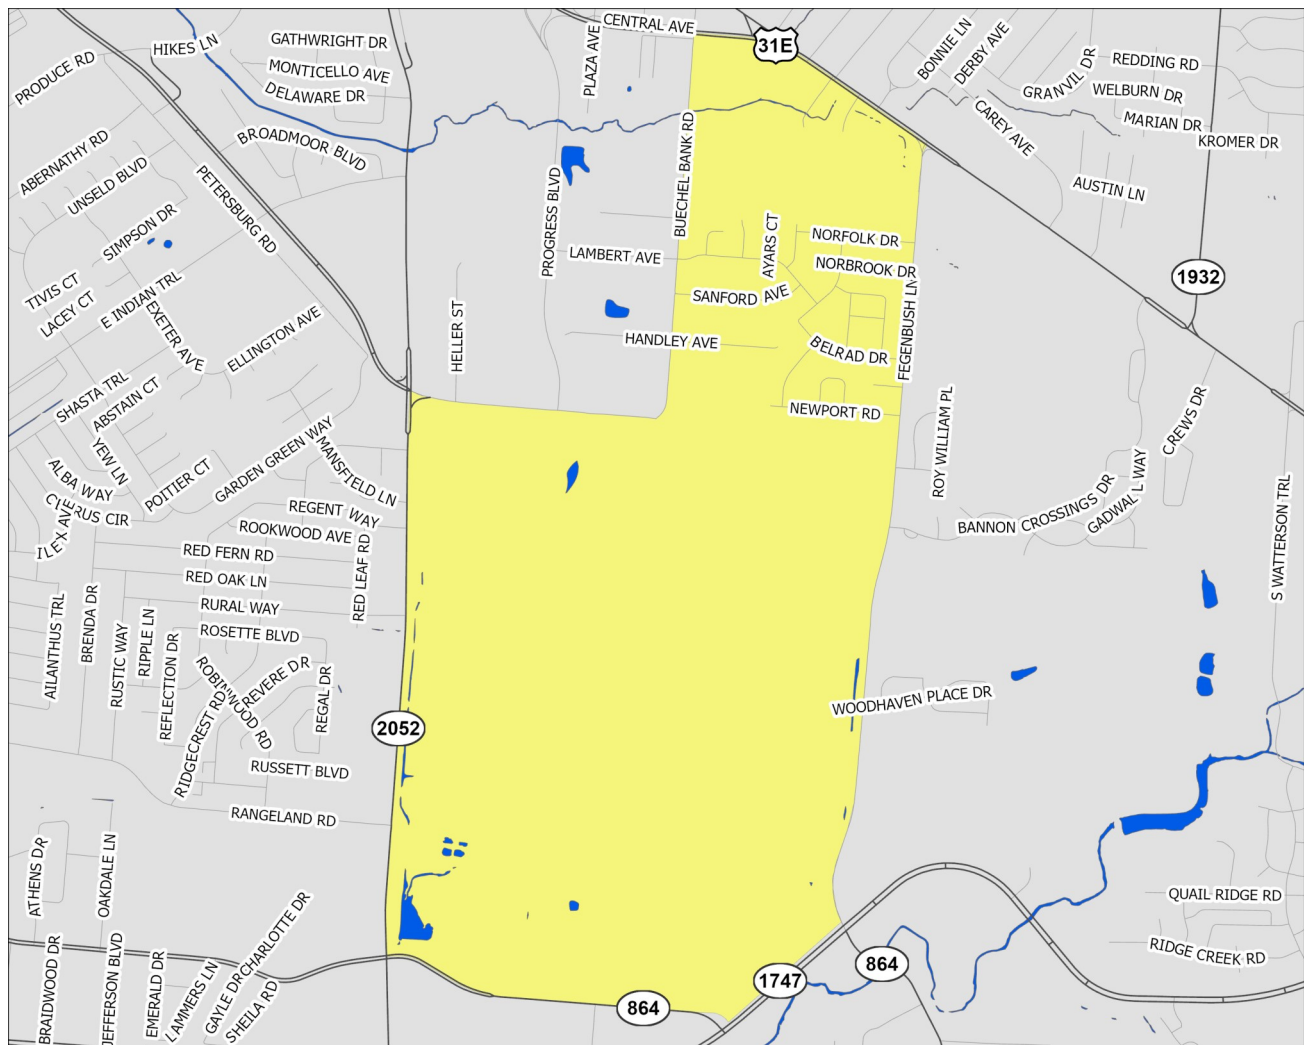 CENTRAL AVE
31E
HIKES LN
GATHWRIGHT DR
MONTICELLO AVE
DELAWARE DR
PRODUCE RD
PLAZA AVE
BONNIE LN
DERBY AVE
GRANVIL DR
REDDING RD
WELBURN DR
MARIAN DR
KROMER DR
CAREY AVE
AUSTIN LN
BROADMOOR BLVD
ABERNATHY RD
UNSELD BLVD
SIMPSON DR
PETERSBURG RD
PROGRESS BLVD
BUECHEL BANK RD
AYARS CT
NORFOLK DR
NORBROOK DR
LAMBERT AVE
SANFORD AVE
HANDLEY AVE
BELRAD DR
FEGENBUSH LN
NEWPORT RD
1932
TIVIS CT
LACEY CT
E INDIAN TRL
EXETER AVE
ELLINGTON AVE
HELLER ST
SHASTA TRL
ABSTAIN CT
YEW LN
ALBA WAY
POITIER CT
GARDEN GREEN WAY
MANSFIELD LN
ROY WILLIAM PL
CREWS DR
GADWALL WAY
BANNON CROSSINGS DR
S WATTERSON TRL
CITRUS CIR
ILEX AVE
REGENT WAY
ROOKWOOD AVE
RED FERN RD
RED OAK LN
RED LEAF RD
RURAL WAY
ROSETTE BLVD
AILANTHUS TRL
BRENDA DR
RUSTIC WAY
RIPPLE LN
REFLECTION DR
ROBINWOOD RD
REVERE DR
REGAL DR
RIDGECREST RD
2052
WOODHAVEN PLACE DR
RUSSETT BLVD
RANGELAND RD
ATHENS DR
OAKDALE LN
CHARLOTTE DR
BRAIDWOOD DR
JEFFERSON BLVD
EMERALD DR
LAMMERS LN
GAYLE DR
SHEILA RD
864
1747
864
QUAIL RIDGE RD
RIDGE CREEK RD